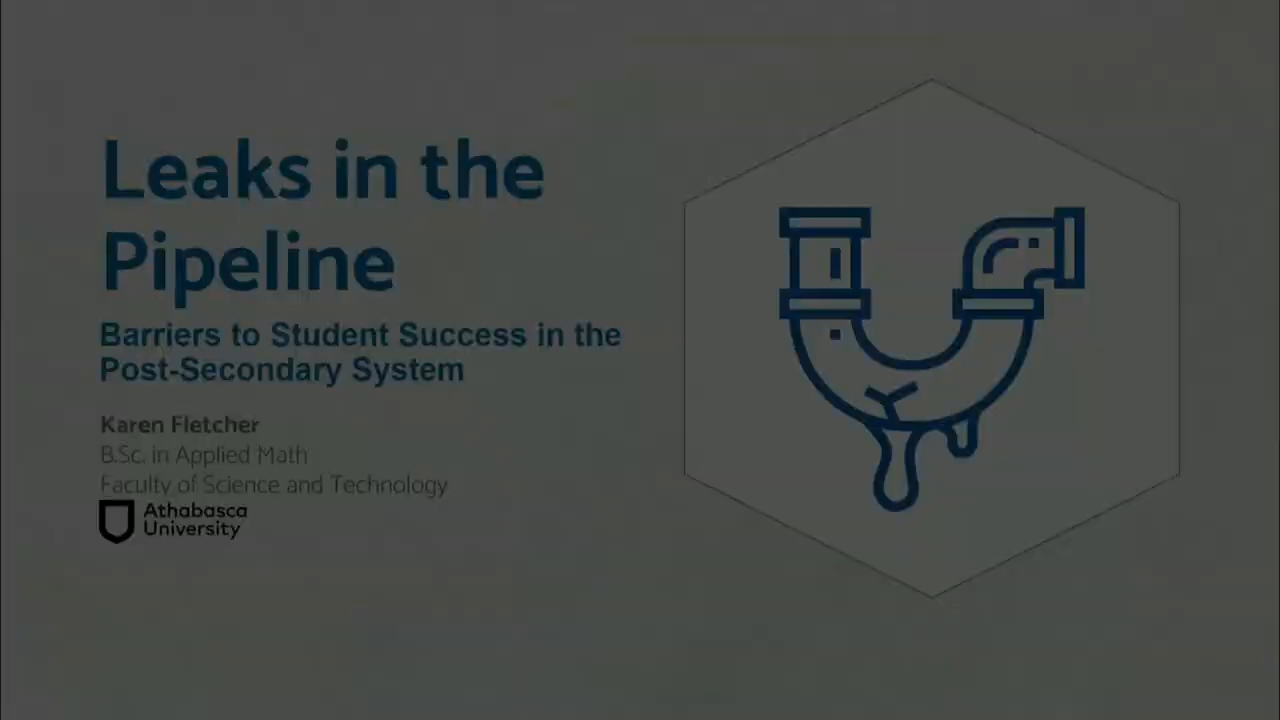 Leaks in the
Pipeline
Barriers to Student Success in the
Post-Secondary System
Karen Fletcher
B.Sc. in Applied Math
Faculty of Science and Technology
Athabasca
University